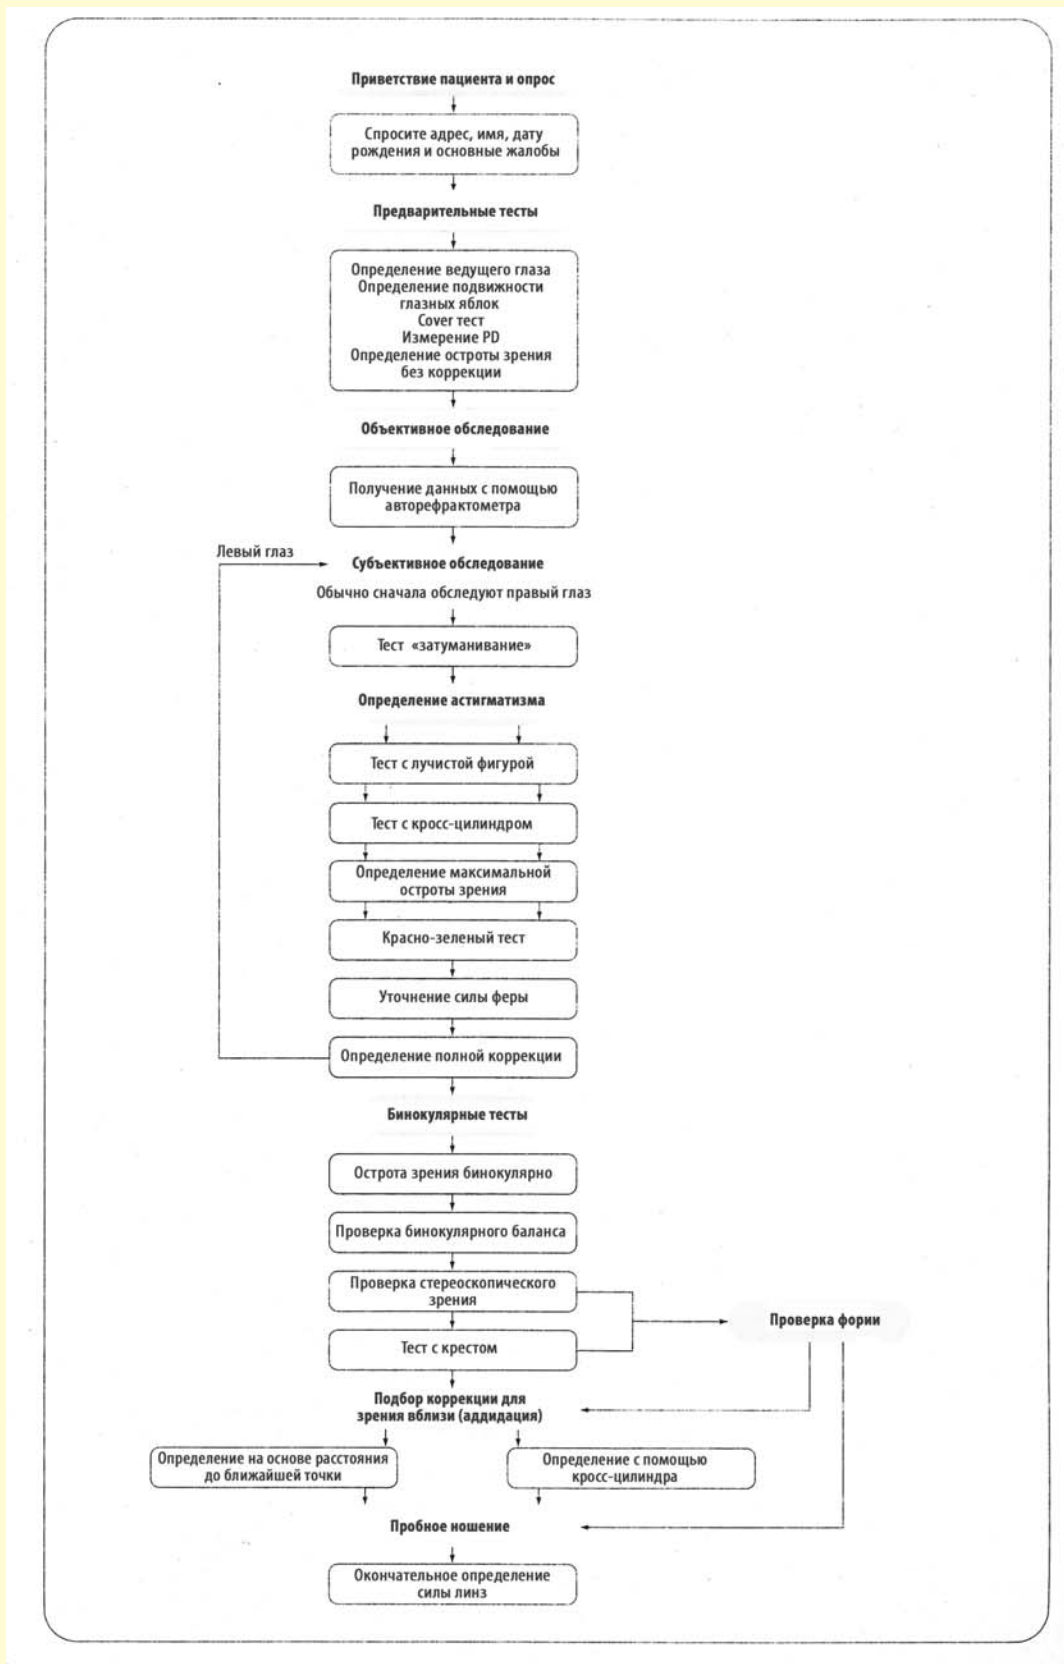 Приветствие пациента и опрос
Спросите адрес, имя, дату
рождения и основные жалобы
Предварительные тесты
Определение ведущего глаза
Определение подвижности
глазных яблок
Cover тест
Измерение PD
Определение остроты зрения
без коррекции
Объективное обследование
Получение данных с помощью
авторефрактометра
Левый глаз
Субъективное обследование
Обычно сначала обследуют правый глаз
Тест «затуманивание»
Определение астигматизма
Тест с лучистой фигурой
Тест с кросс-цилиндром
Определение максимальной
остроты зрения
Красно-зеленый тест
Уточнение силы феры
Определение полной коррекции
Бинокулярные тесты
Острота зрения бинокулярно
Проверка бинокулярного баланса
Проверка стереоскопического
зрения
Проверка фории
Тест с крестом
Подбор коррекции для
зрения вблизи (аддидация)
Определение на основе расстояния
до ближайшей точки
Определение с помощью
кросс-цилиндра
Пробное ношение
Окончательное определение
силы линз